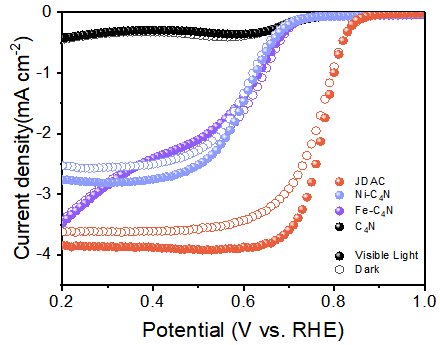 Current density(mA cm⁻²)
0
-1
-2
-3
-4
JDAC
Ni-C₄N
Fe-C₄N
C₄N
Visible Light
Dark
0.2
0.4
0.6
0.8
1.0
Potential (V vs. RHE)